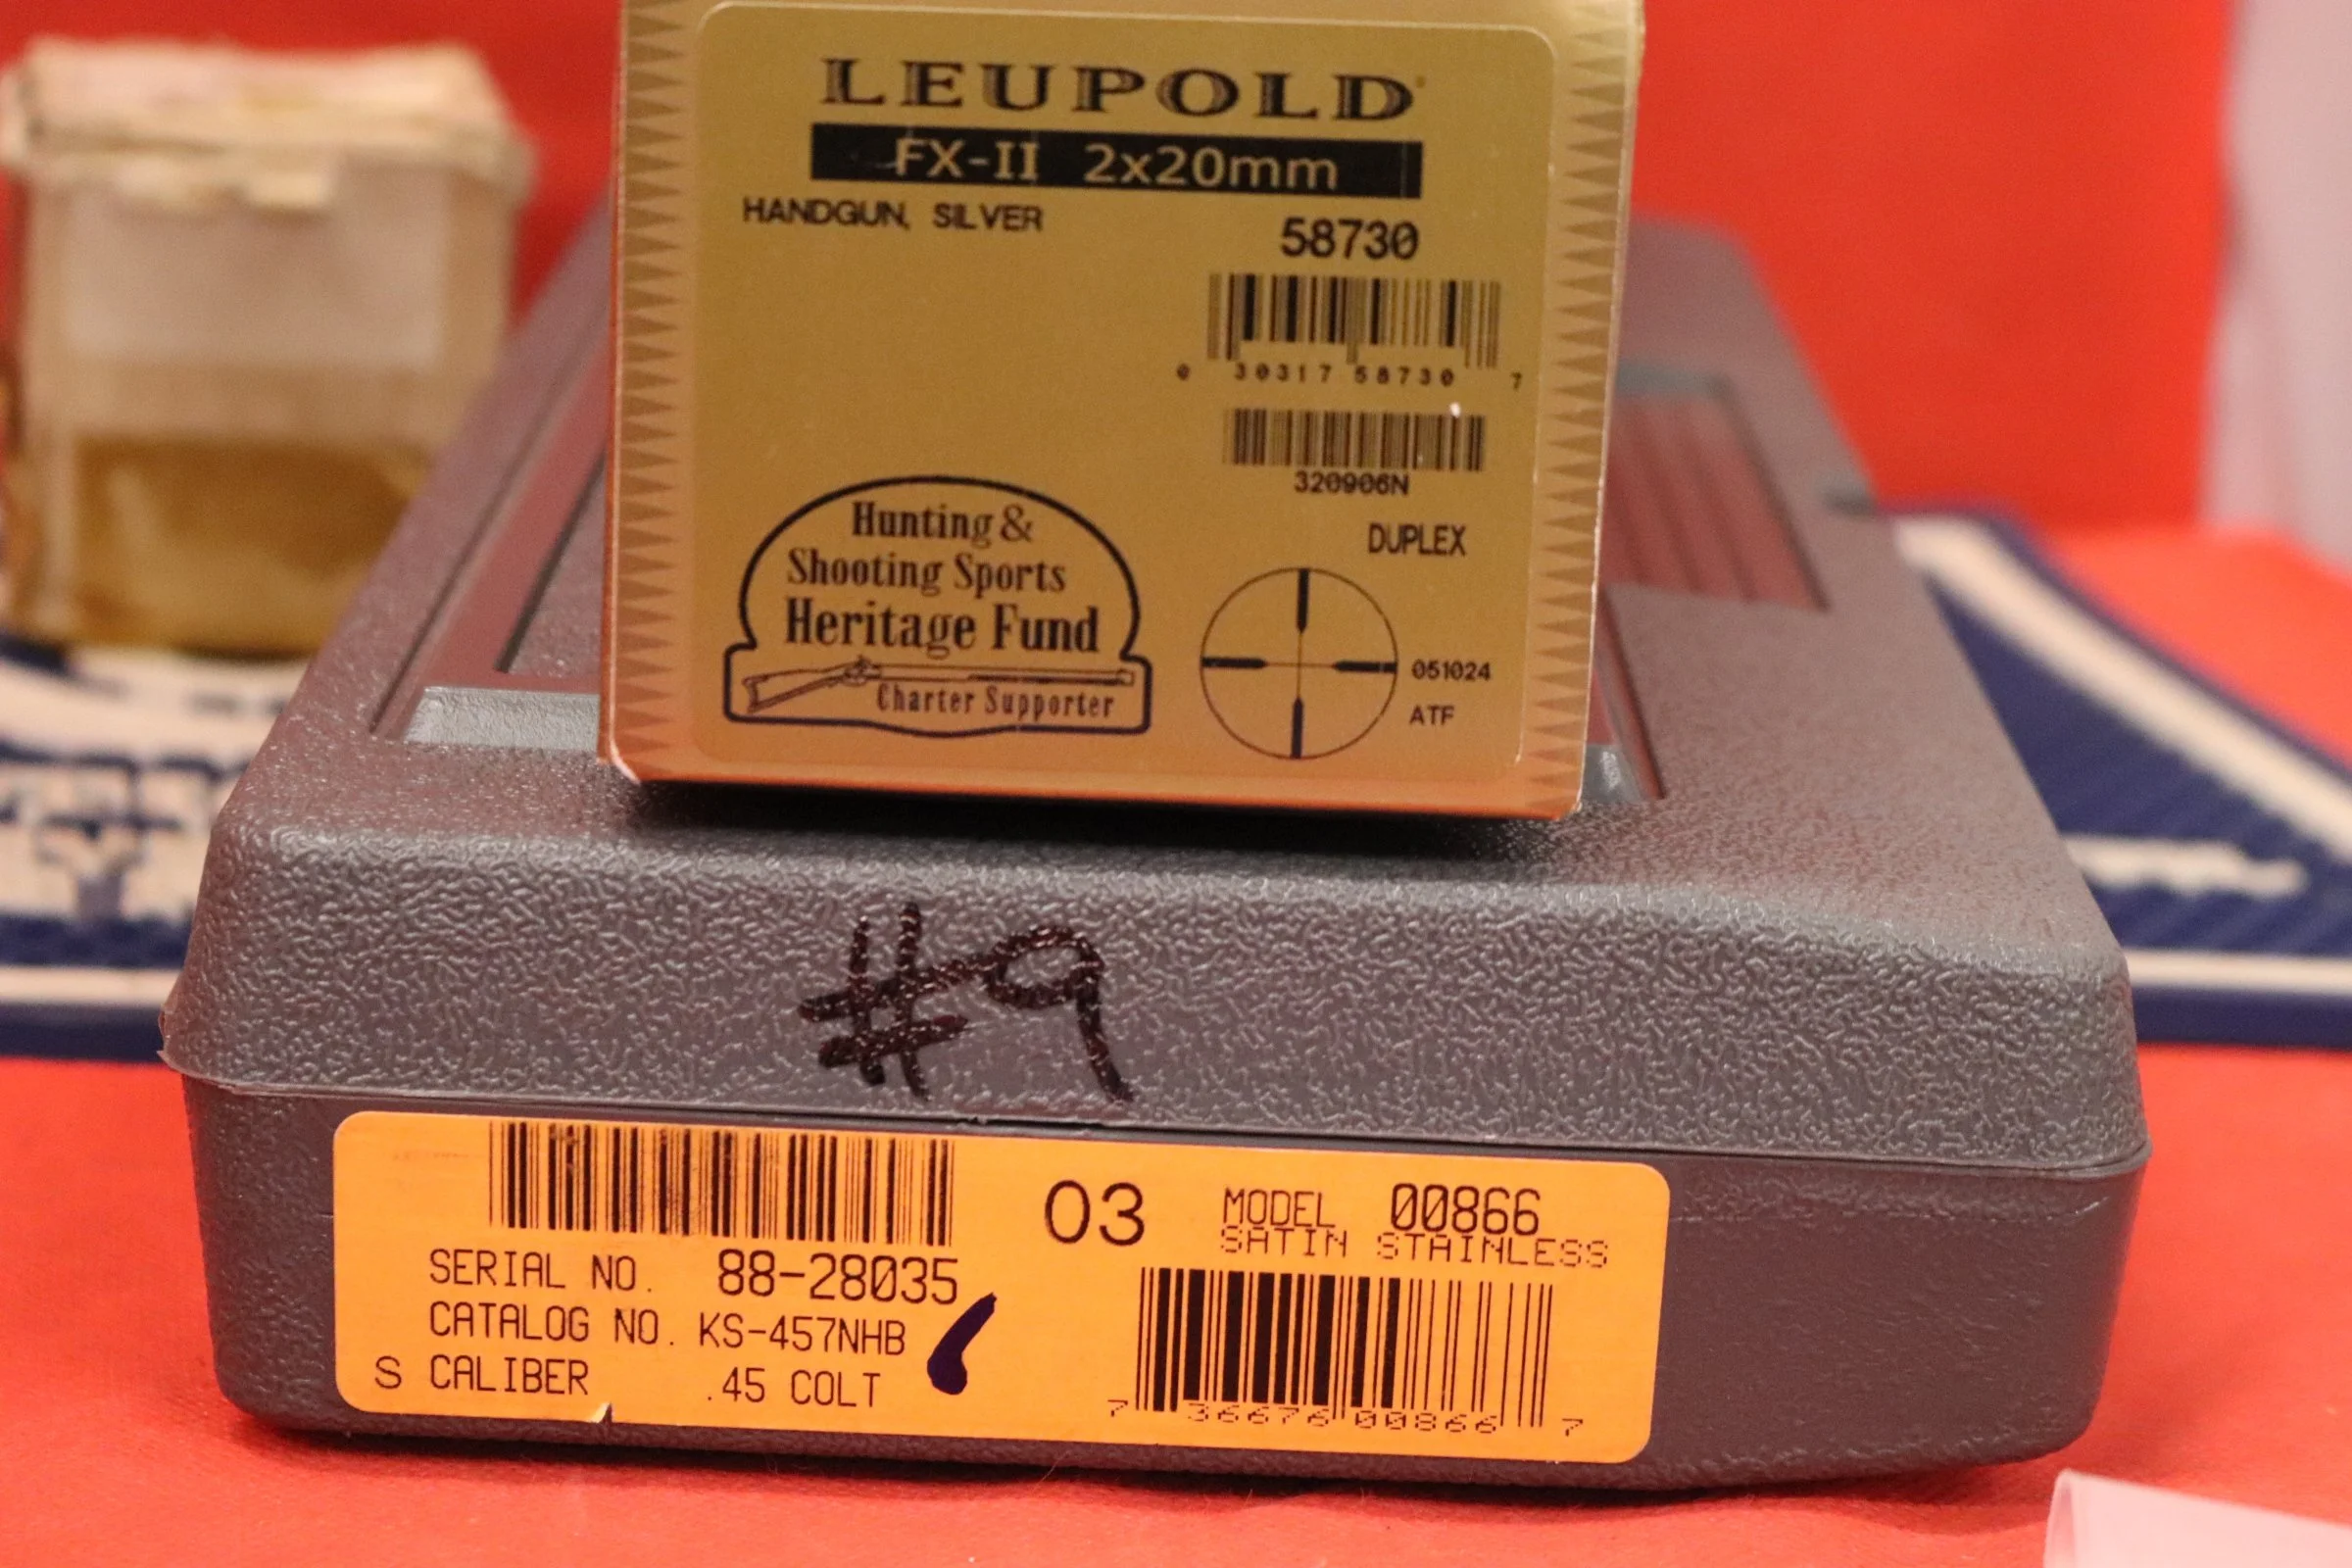 LEUPOLD
FX-II 2x20mm
HANDGUN, SILVER
58730
0 30317 58730 7
320906N
DUPLEX
Hunting &
Shooting Sports
Heritage Fund
Charter Supporter
051024
ATF
#9
03 MODEL 00866
SATIN STAINLESS
SERIAL NO. 88-28035
CATALOG NO. KS-457NHB
S CALIBER .45 COLT
7 36676 00866 7